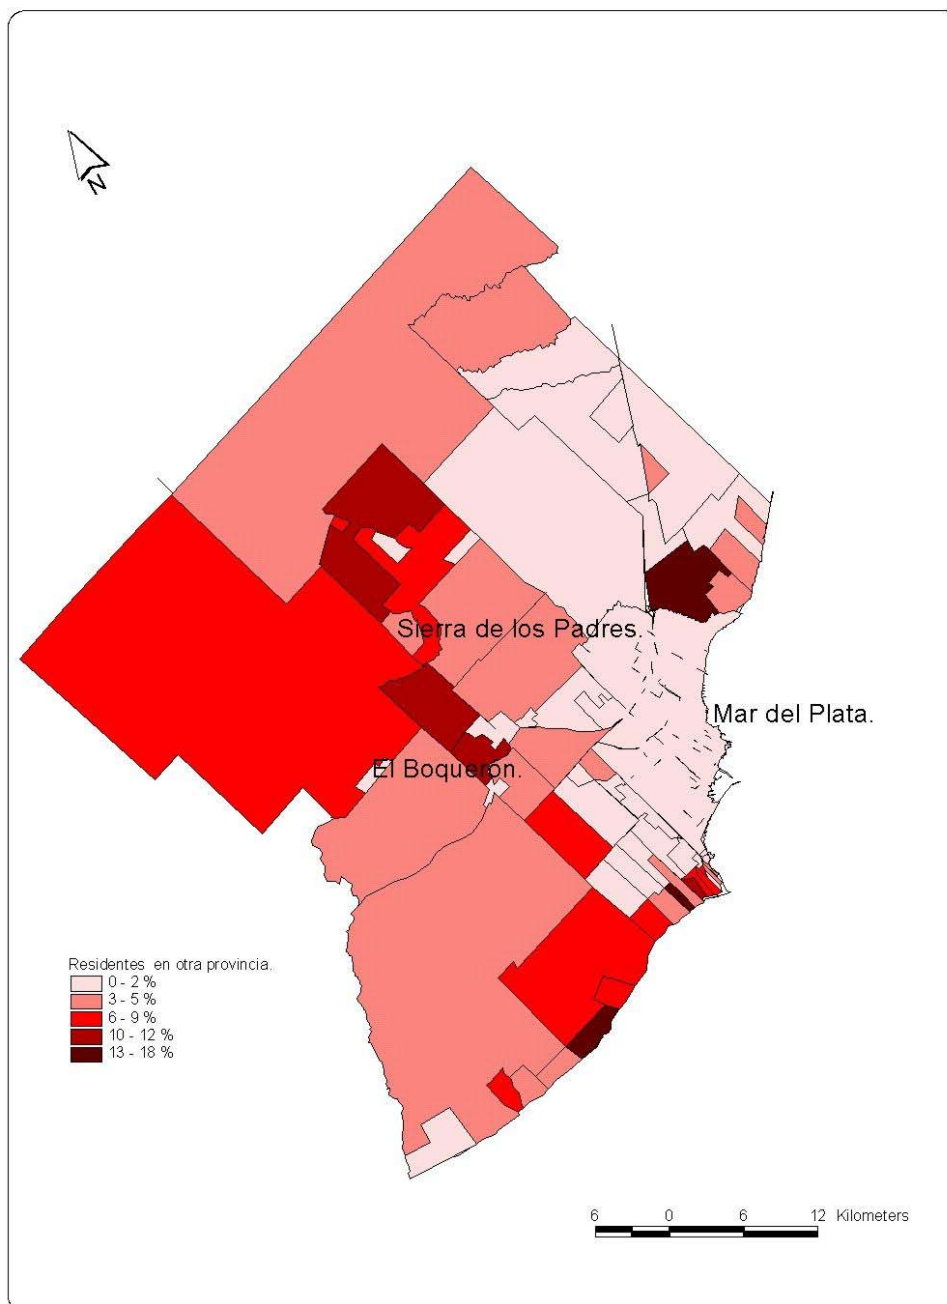 N
Sierra de los Padres.
Mar del Plata.
El Boquerón.
Residentes en otra provincia.
0 - 2 %
3 - 5 %
6 - 9 %
10 - 12 %
13 - 18 %
6 0 6 12 Kilometers